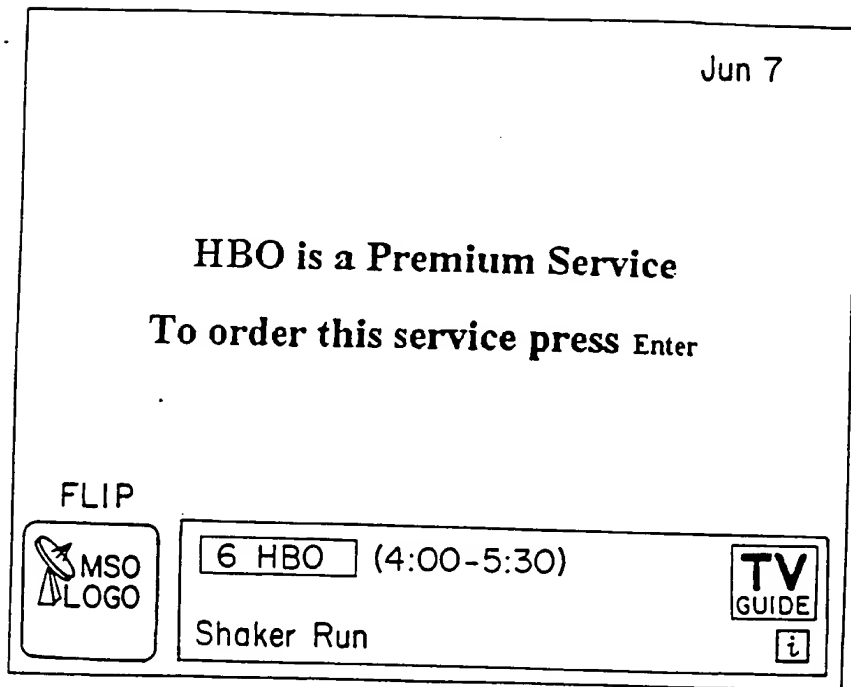 Jun 7
HBO is a Premium Service
To order this service press Enter
FLIP
MSO
LOGO
6 HBO (4:00-5:30)
Shaker Run
TV
GUIDE
i